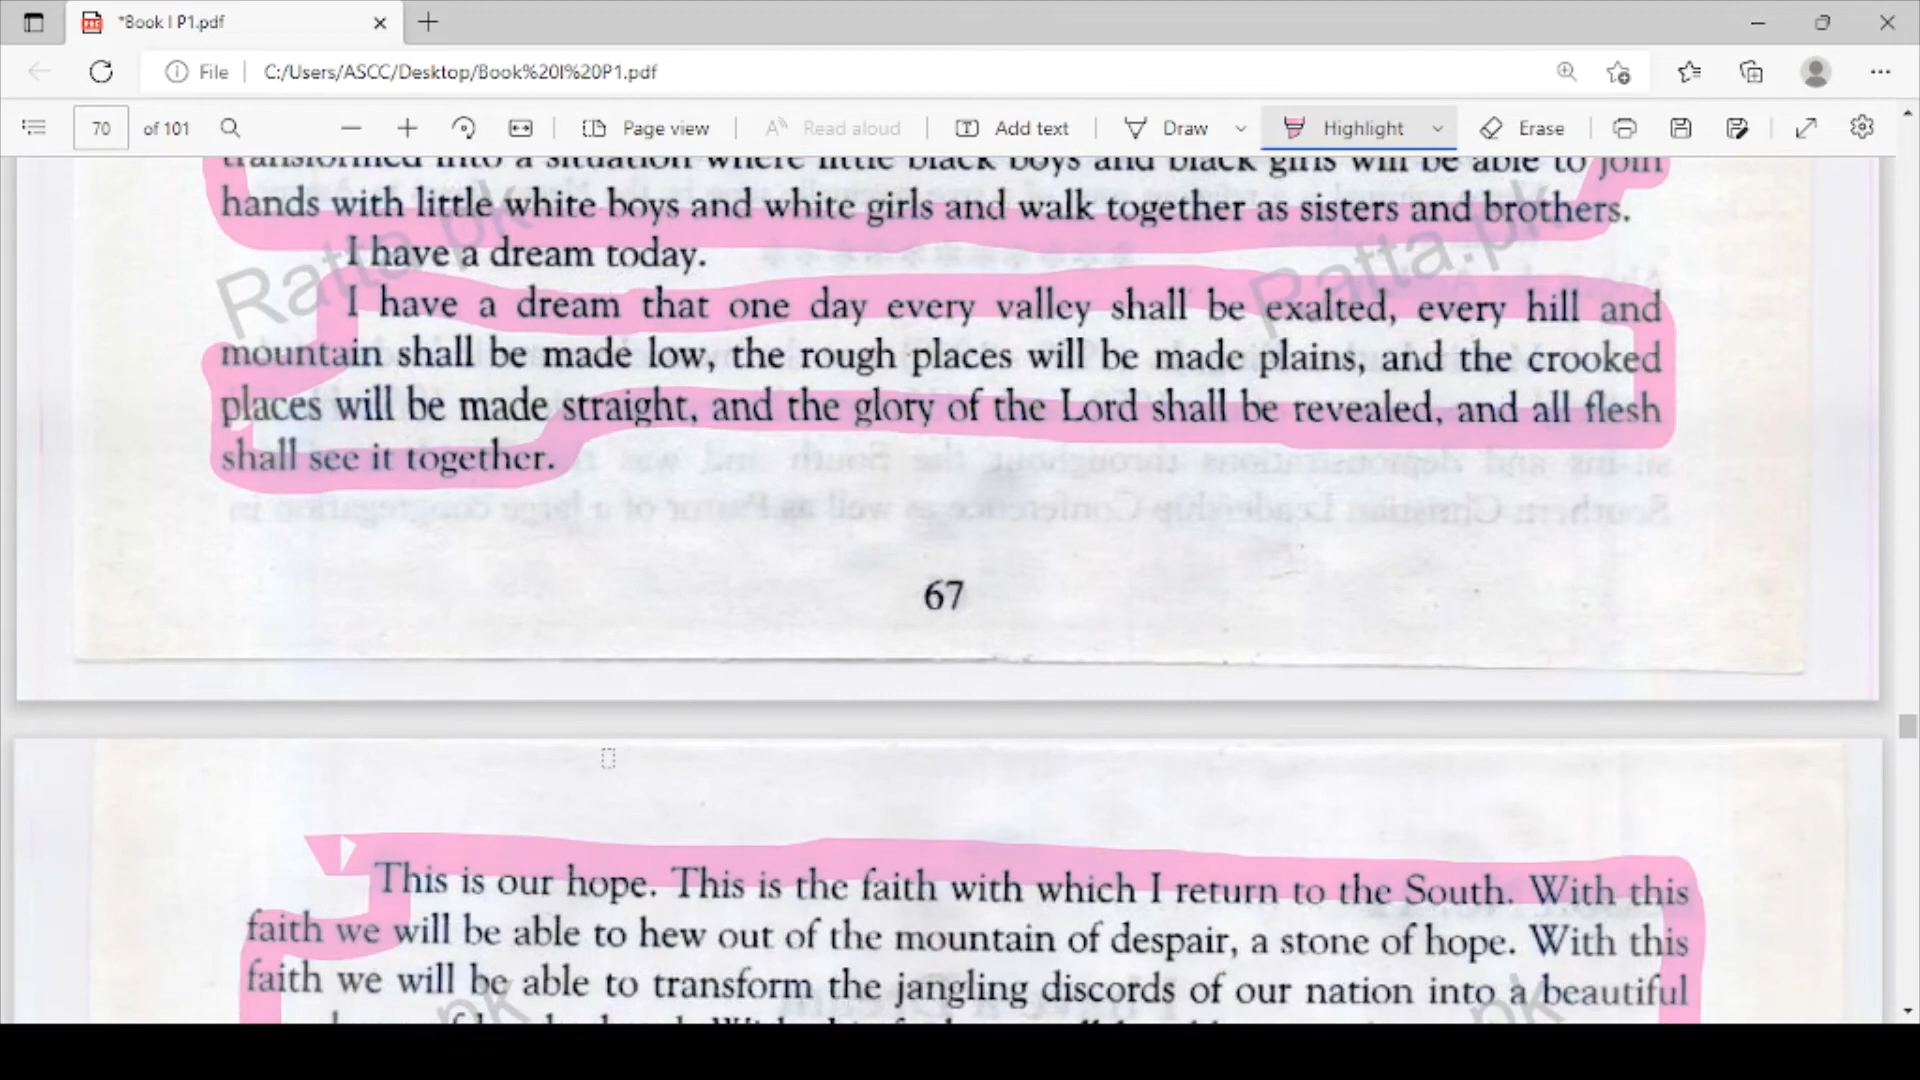 *Book I P1.pdf
File C:/Users/ASCC/Desktop/Book%20I%20P1.pdf
70 of 101 Page view Read aloud Add text Draw Highlight Erase
transformed into a situation where little black boys and black girls will be able to join
hands with little white boys and white girls and walk together as sisters and brothers.
I have a dream today.
I have a dream that one day every valley shall be exalted, every hill and
mountain shall be made low, the rough places will be made plains, and the crooked
places will be made straight, and the glory of the Lord shall be revealed, and all flesh
shall see it together.
Ratta.pk
Ratta.pk
67
This is our hope. This is the faith with which I return to the South. With this
faith we will be able to hew out of the mountain of despair, a stone of hope. With this
faith we will be able to transform the jangling discords of our nation into a beautiful
pk
pk